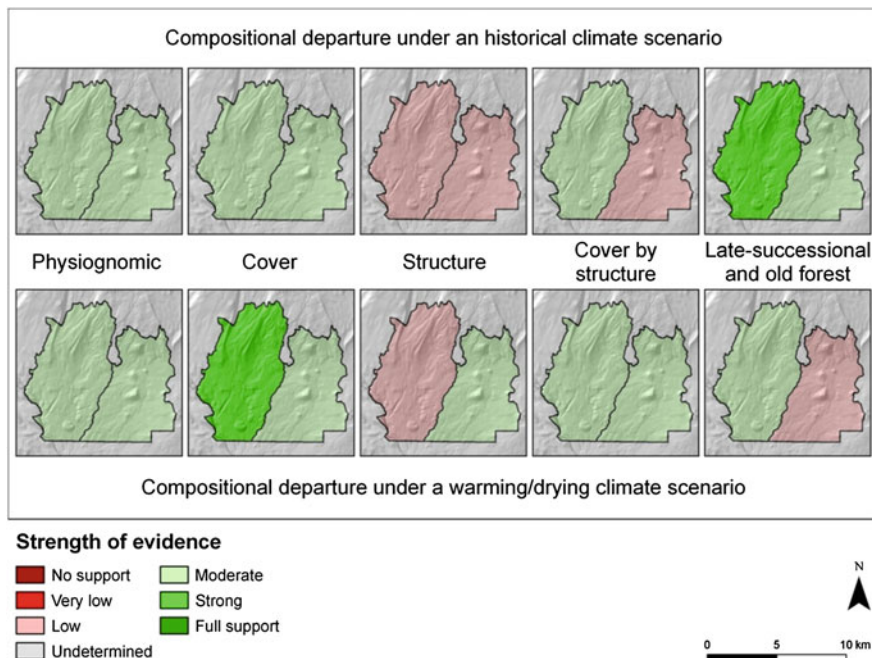 Compositional departure under an historical climate scenario
Physiognomic
Cover
Structure
Cover by
structure
Late-successional
and old forest
Compositional departure under a warming/drying climate scenario
Strength of evidence
No support
Very low
Low
Undetermined
Moderate
Strong
Full support
N
0 5 10 km